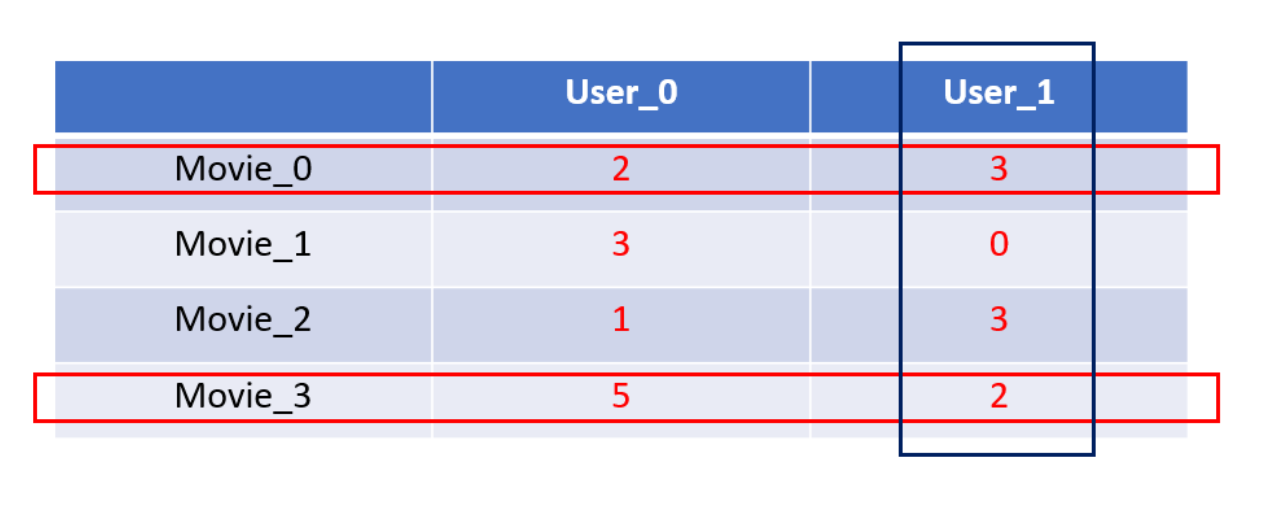 User_0 User_1
Movie_0 2 3
Movie_1 3 0
Movie_2 1 3
Movie_3 5 2